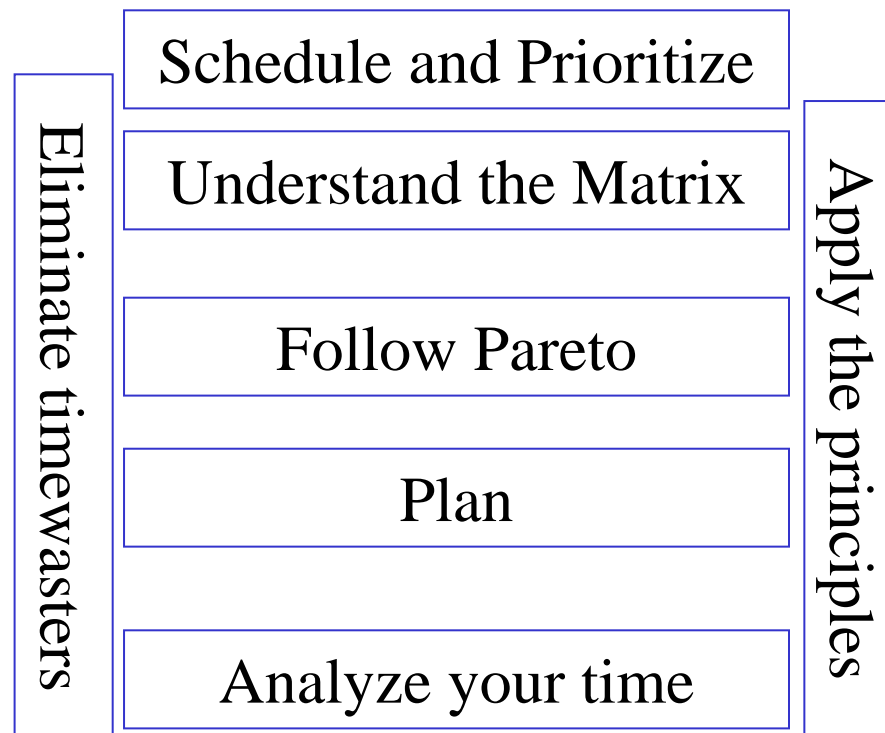 Schedule and Prioritize
Eliminate timewasters
Understand the Matrix
Follow Pareto
Plan
Analyze your time
Apply the principles